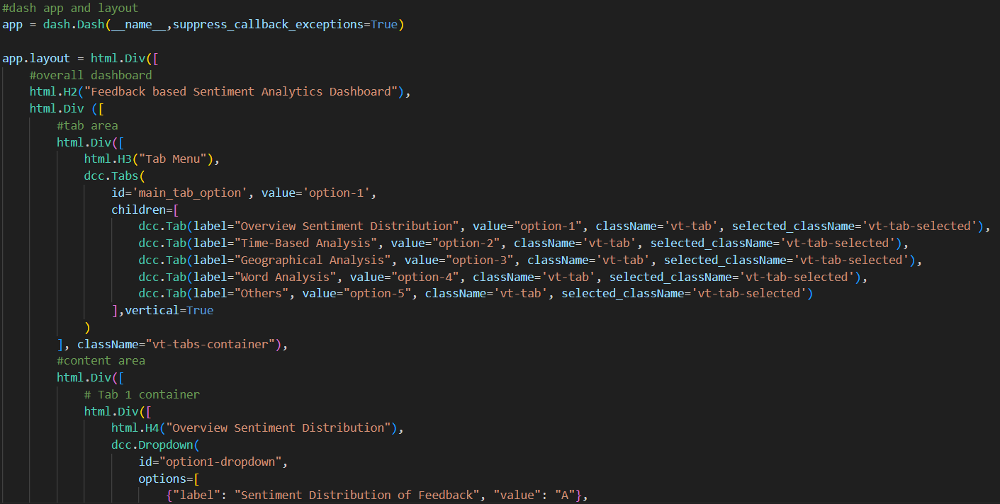 #dash app and layout
app = dash.Dash(__name__,suppress_callback_exceptions=True)

app.layout = html.Div([
    #overall dashboard
    html.H2("Feedback based Sentiment Analytics Dashboard"),
    html.Div ([
        #tab area
        html.Div([
            html.H3("Tab Menu"),
            dcc.Tabs(
                id='main_tab_option', value='option-1',
                children=[
                    dcc.Tab(label="Overview Sentiment Distribution", value="option-1", className='vt-tab', selected_className='vt-tab-selected'),
                    dcc.Tab(label="Time-Based Analysis", value="option-2", className='vt-tab', selected_className='vt-tab-selected'),
                    dcc.Tab(label="Geographical Analysis", value="option-3", className='vt-tab', selected_className='vt-tab-selected'),
                    dcc.Tab(label="Word Analysis", value="option-4", className='vt-tab', selected_className='vt-tab-selected'),
                    dcc.Tab(label="Others", value="option-5", className='vt-tab', selected_className='vt-tab-selected')
                ],vertical=True
            )
        ], className="vt-tabs-container"),
        #content area
        html.Div([
            # Tab 1 container
            html.Div([
                html.H4("Overview Sentiment Distribution"),
                dcc.Dropdown(
                    id="option1-dropdown",
                    options=[
                        {"label": "Sentiment Distribution of Feedback", "value": "A"},